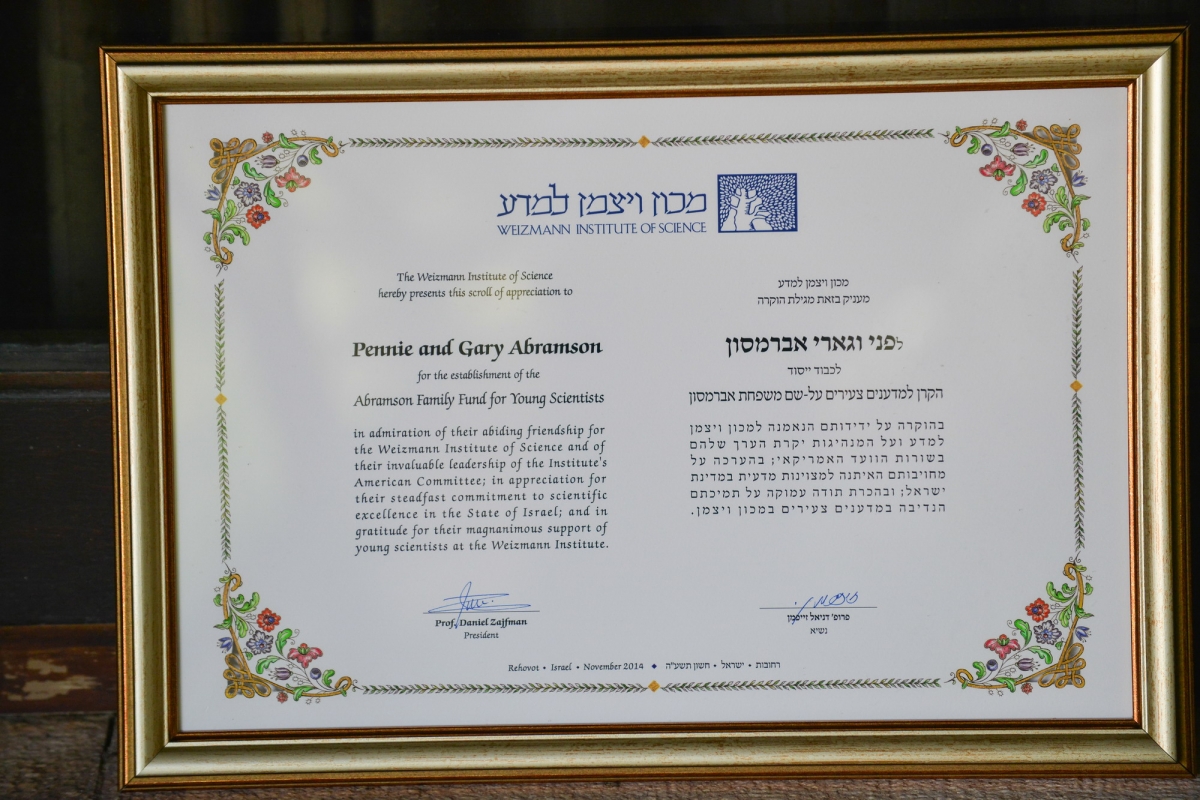 מכון ויצמן למדע
WEIZMANN INSTITUTE OF SCIENCE
The Weizmann Institute of Science
hereby presents this scroll of appreciation to
Pennie and Gary Abramson
for the establishment of the
Abramson Family Fund for Young Scientists
in admiration of their abiding friendship for
the Weizmann Institute of Science and of
their invaluable leadership of the Institute's
American Committee; in appreciation for
their steadfast commitment to scientific
excellence in the State of Israel; and in
gratitude for their magnanimous support of
young scientists at the Weizmann Institute.
Prof. Daniel Zajfman
President
מכון ויצמן למדע
מעניק בזאת מגילת הוקרה
לפני וגארי אברמסון
לכבוד ייסוד
הקרן למדענים צעירים על-שם משפחת אברמסון
בהוקרה על ידידותם הנאמנה למכון ויצמן
למדע ועל המנהיגות יקרת הערך שלהם
בשורות הוועד האמריקאי; בהערכה על
מחויבותם האיתנה למצוינות מדעית במדינת
ישראל; ובהכרת תודה עמוקה על תמיכתם
הנדיבה במדענים צעירים במכון ויצמן.
פרופ' דניאל זייפמן
נשיא
Rehovot • Israel • November 2014 ◆ רחובות • ישראל • חשון תשע"ה